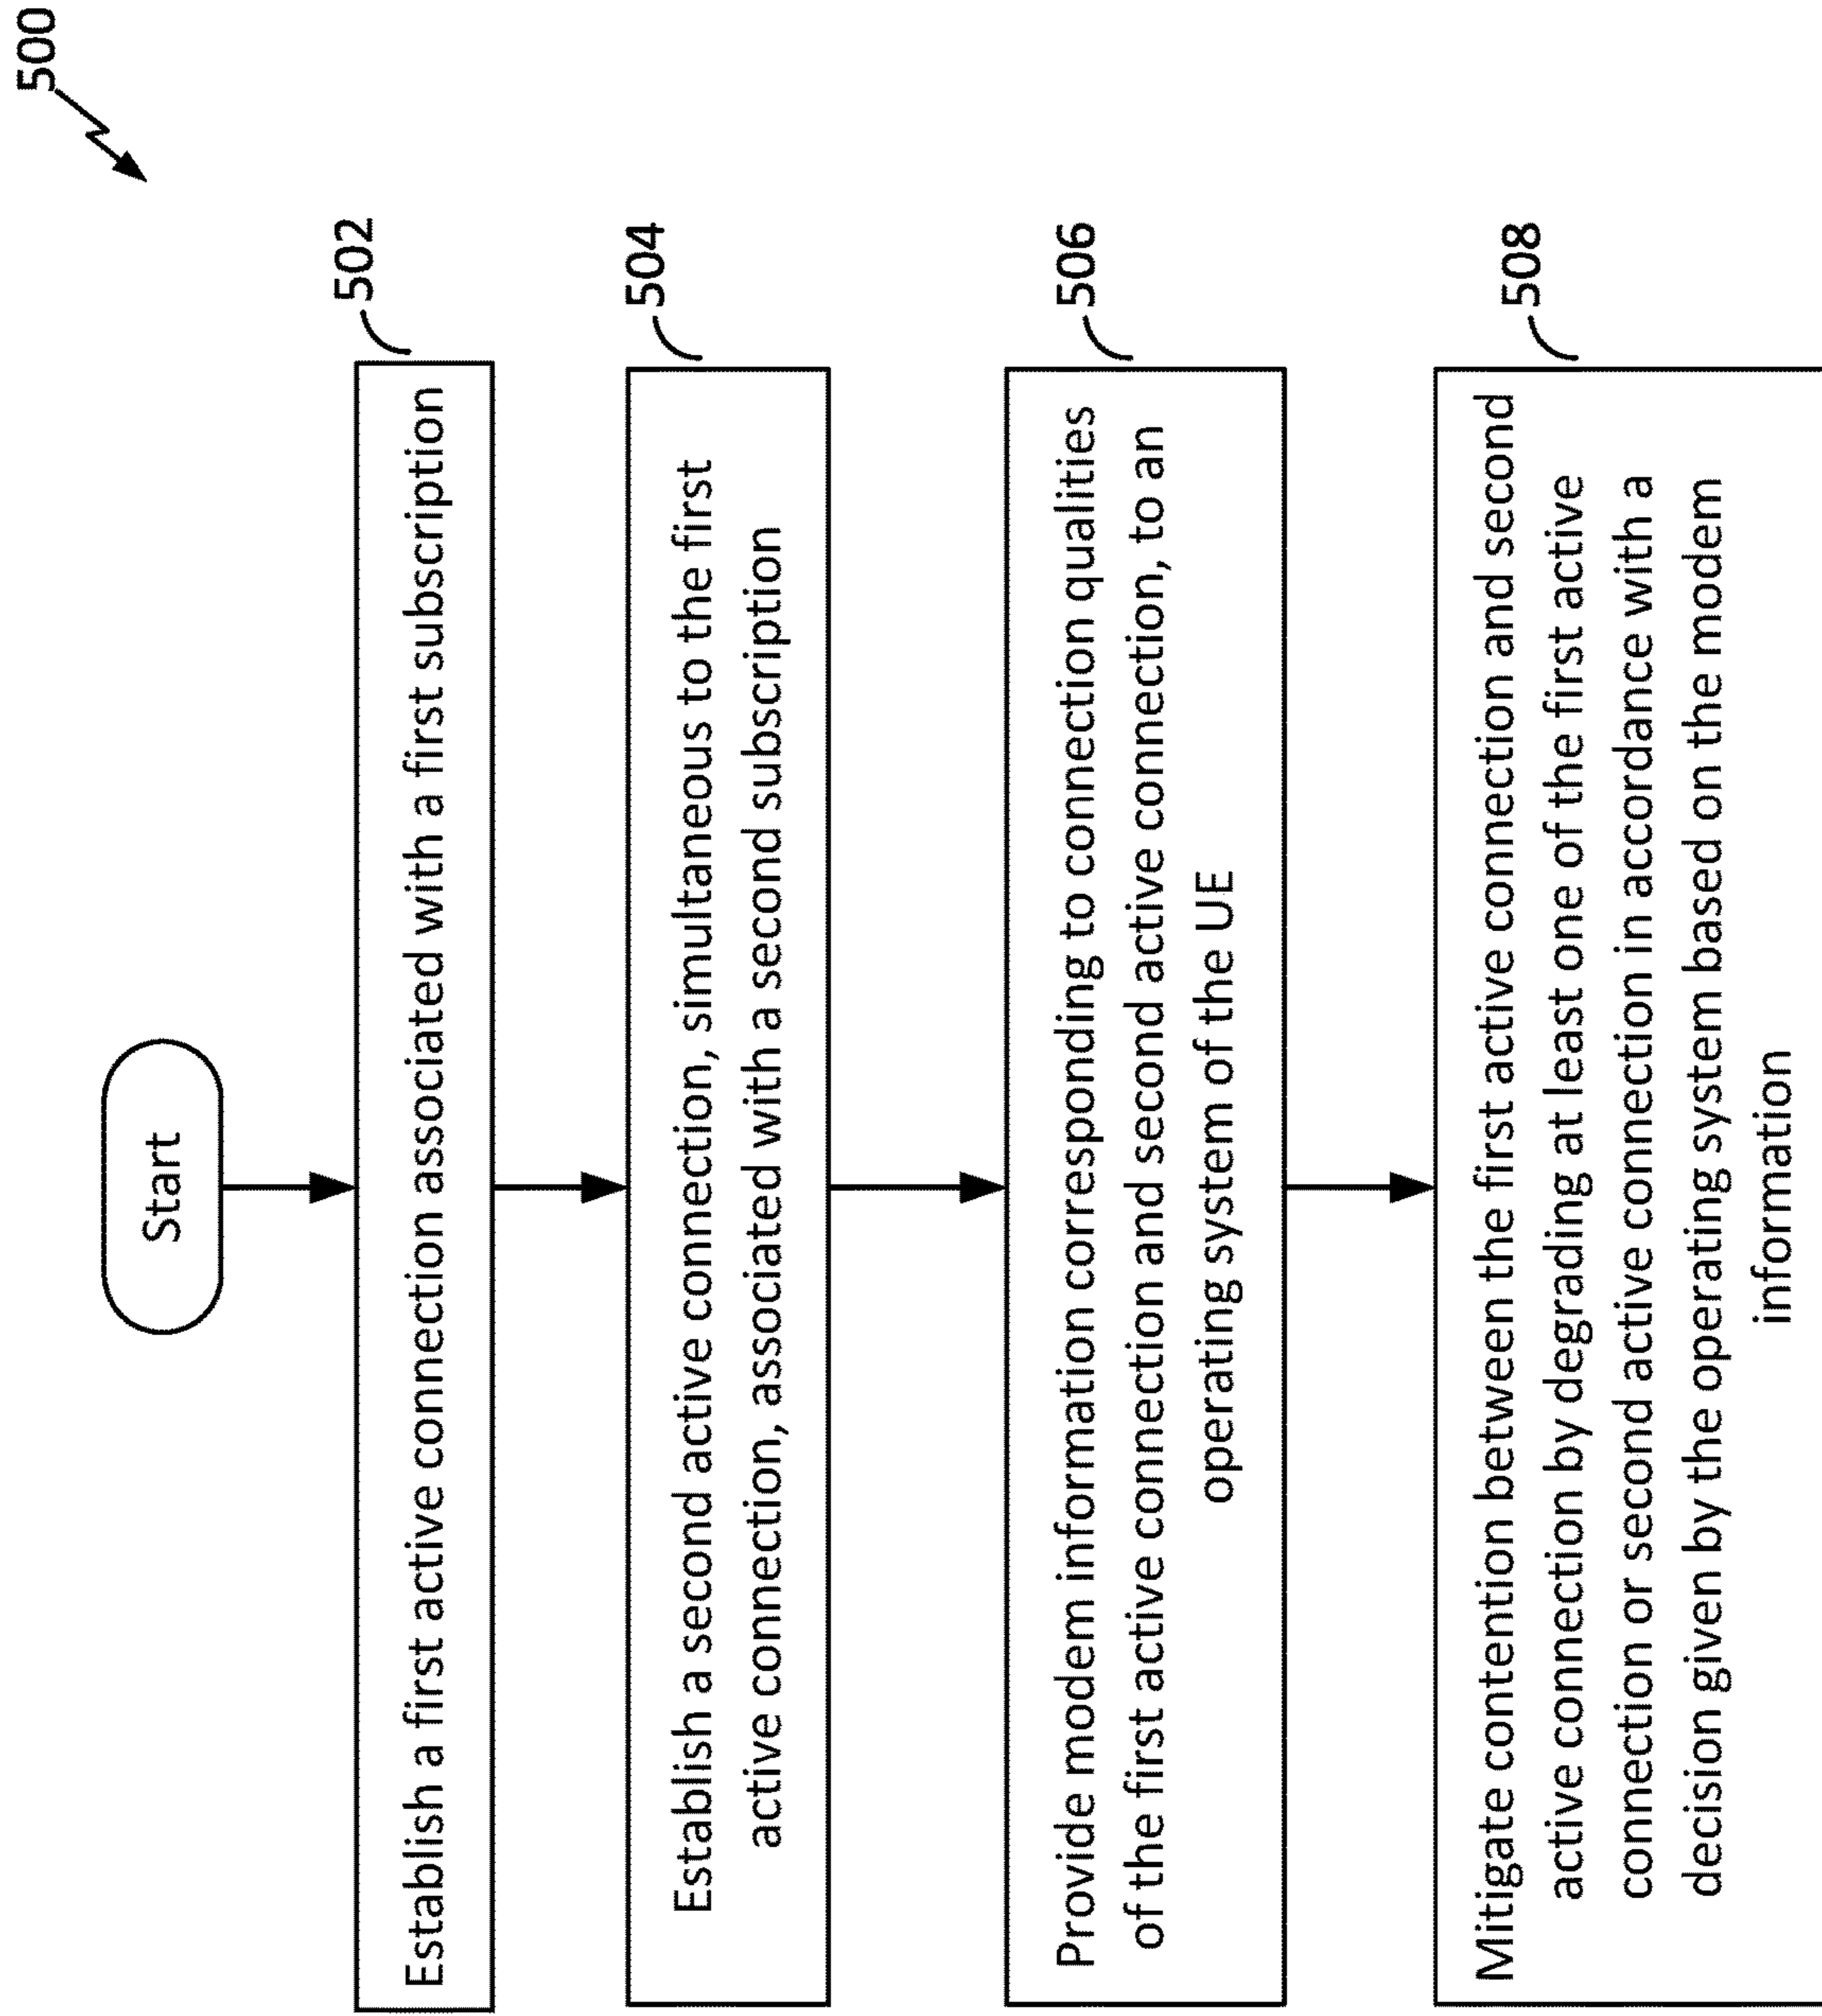 500
Start
502
Establish a first active connection associated with a first subscription
504
Establish a second active connection, simultaneous to the first
active connection, associated with a second subscription
506
Provide modem information corresponding to connection qualities
of the first active connection and second active connection, to an
operating system of the UE
508
Mitigate contention between the first active connection and second
active connection by degrading at least one of the first active
connection or second active connection in accordance with a
decision given by the operating system based on the modem
information